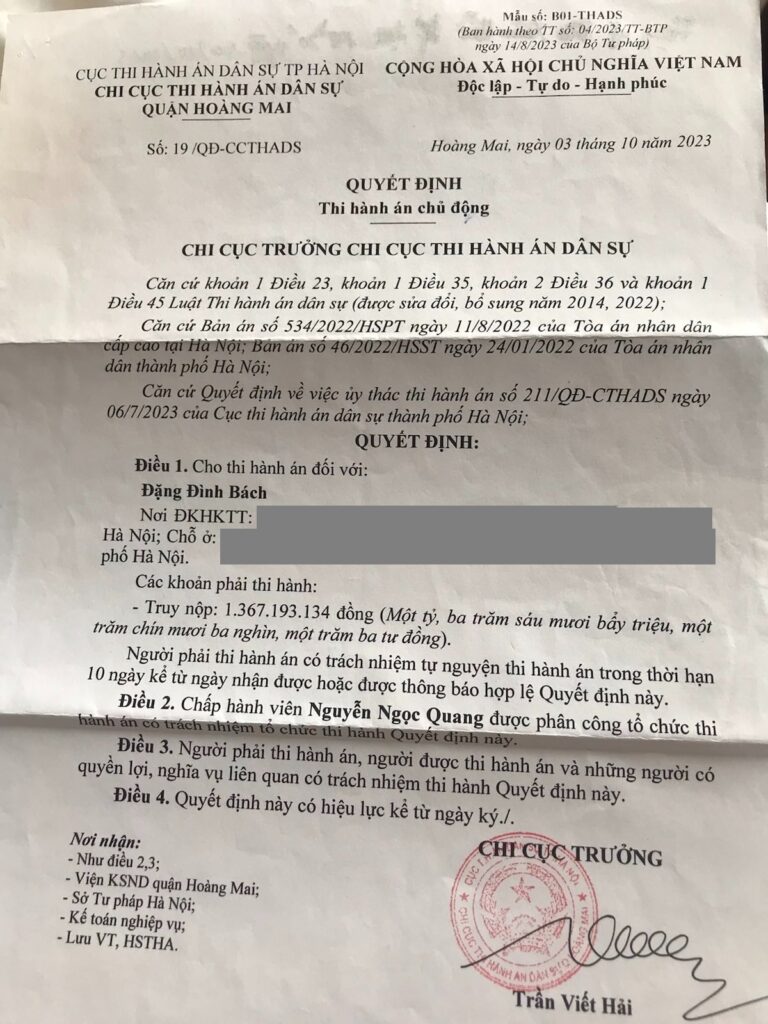 Mẫu số: B01-THADS
(Ban hành theo TT số: 04/2023/TT-BTP
ngày 14/8/2023 của Bộ Tư pháp)
CỤC THI HÀNH ÁN DÂN SỰ TP HÀ NỘI
CHI CỤC THI HÀNH ÁN DÂN SỰ
QUẬN HOÀNG MAI
CỘNG HÒA XÃ HỘI CHỦ NGHĨA VIỆT NAM
Độc lập - Tự do - Hạnh phúc
Số: 19 /QĐ-CCTHADS
Hoàng Mai, ngày 03 tháng 10 năm 2023
QUYẾT ĐỊNH
Thi hành án chủ động
CHI CỤC TRƯỞNG CHI CỤC THI HÀNH ÁN DÂN SỰ
Căn cứ khoản 1 Điều 23, khoản 1 Điều 35, khoản 2 Điều 36 và khoản 1
Điều 45 Luật Thi hành án dân sự (được sửa đổi, bổ sung năm 2014, 2022);
Căn cứ Bản án số 534/2022/HSPT ngày 11/8/2022 của Tòa án nhân dân
cấp cao tại Hà Nội; Bản án số 46/2022/HSST ngày 24/01/2022 của Tòa án nhân
dân thành phố Hà Nội;
Căn cứ Quyết định về việc ủy thác thi hành án số 211/QĐ-CTHADS ngày
06/7/2023 của Cục thi hành án dân sự thành phố Hà Nội;
QUYẾT ĐỊNH:
Điều 1. Cho thi hành án đối với:
Đặng Đình Bách
Nơi ĐKHKTT:
Hà Nội; Chỗ ở:
phố Hà Nội.
Các khoản phải thi hành:
- Truy nộp: 1.367.193.134 đồng (Một tỷ, ba trăm sáu mươi bẩy triệu, một
trăm chín mươi ba nghìn, một trăm ba tư đồng).
Người phải thi hành án có trách nhiệm tự nguyện thi hành án trong thời hạn
10 ngày kể từ ngày nhận được hoặc được thông báo hợp lệ Quyết định này.
Điều 2. Chấp hành viên Nguyễn Ngọc Quang được phân công tổ chức thi
hành án có trách nhiệm tổ chức thi hành Quyết định này.
Điều 3. Người phải thi hành án, người được thi hành án và những người có
quyền lợi, nghĩa vụ liên quan có trách nhiệm thi hành Quyết định này.
Điều 4. Quyết định này có hiệu lực kể từ ngày ký./.
Nơi nhận:
- Như điều 2,3;
- Viện KSND quận Hoàng Mai;
- Sở Tư pháp Hà Nội;
- Kế toán nghiệp vụ;
- Lưu VT, HSTHA.
CHI CỤC TRƯỞNG
CHI CỤC THI HÀNH ÁN DÂN SỰ Q HOÀNG MAI
Trần Viết Hải